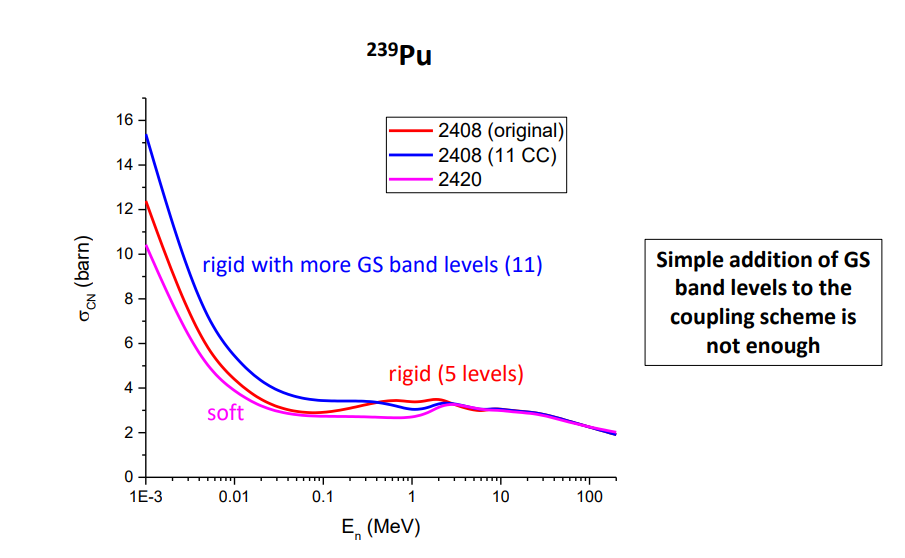 239Pu
16
14
12
10
8
6
4
2
0
σCN (barn)
2408 (original)
2408 (11 CC)
2420
rigid with more GS band levels (11)
rigid (5 levels)
soft
1E-3 0.01 0.1 1 10 100
En (MeV)
Simple addition of GS
band levels to the
coupling scheme is
not enough